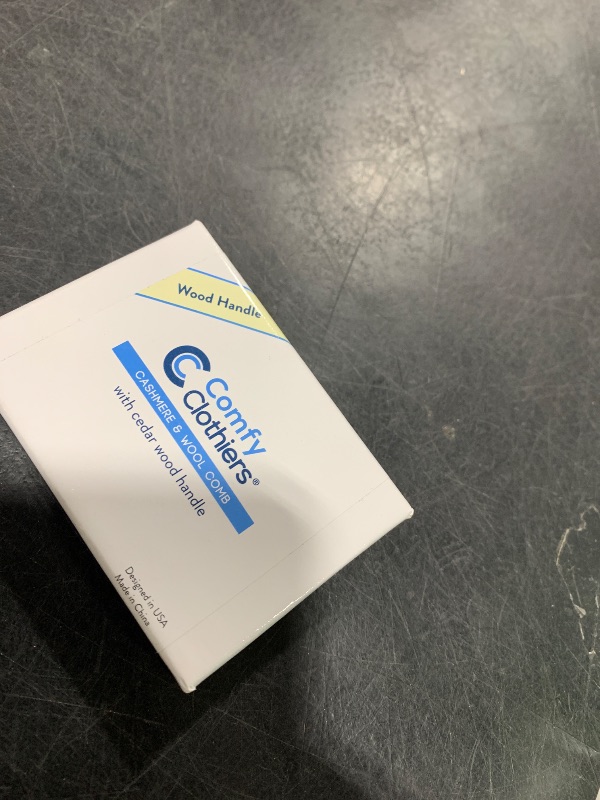 Wood Handle
Comfy
Clothiers®
CASHMERE & WOOL COMB
with cedar wood handle
Designed in USA
Made in China